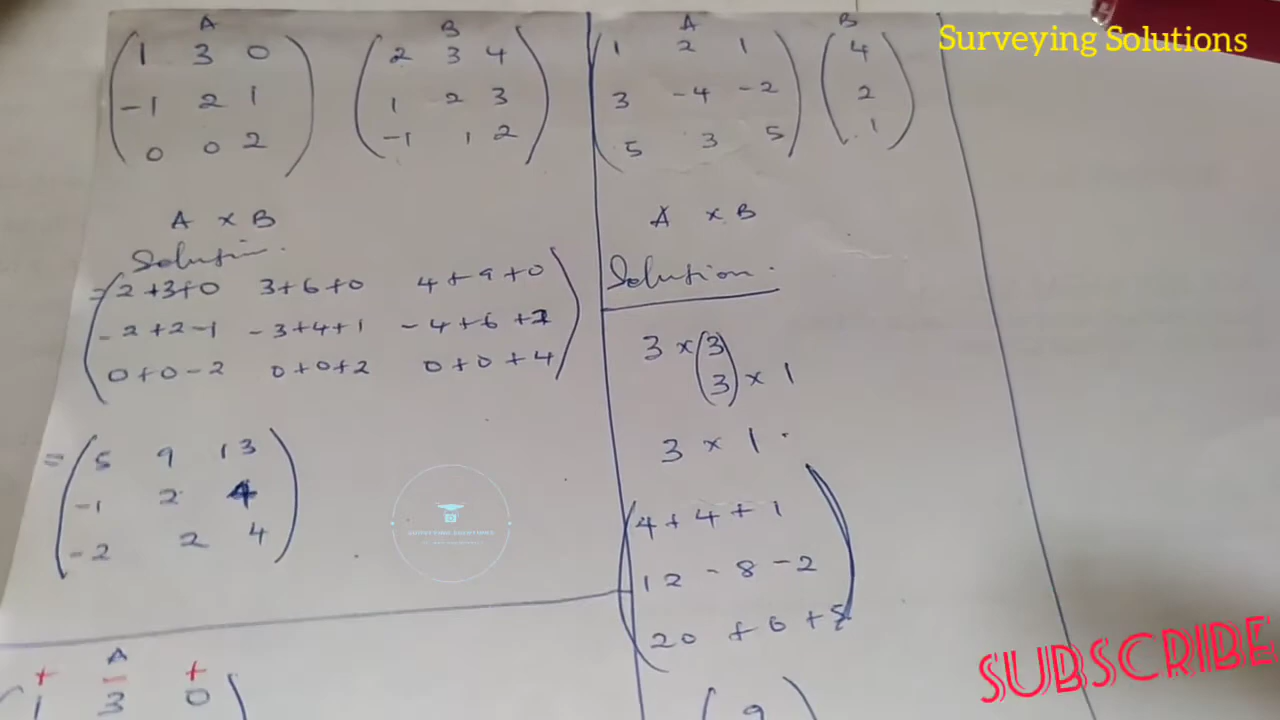 Surveying Solutions
A B
1 3 0 2 3 4
-1 2 1 1 2 3
0 0 2 -1 1 2
A × B
Solution.
= 2+3+0 3+6+0 4+9+0
-2+2-1 -3+4+1 -4+6+
0+0-2 0+0+2 0+0+4
= 5 9 13
-1 2 4
-2 2 4
+ A +
1 3 0
A B
1 2 1 4
3 -4 -2 2
5 3 5 1
A × B
Solution.
3 × 3
3 × 1
3 × 1
4+4+1
12-8-2
20+6+5
9
SURVEYING SOLUTIONS
SUBSCRIBE